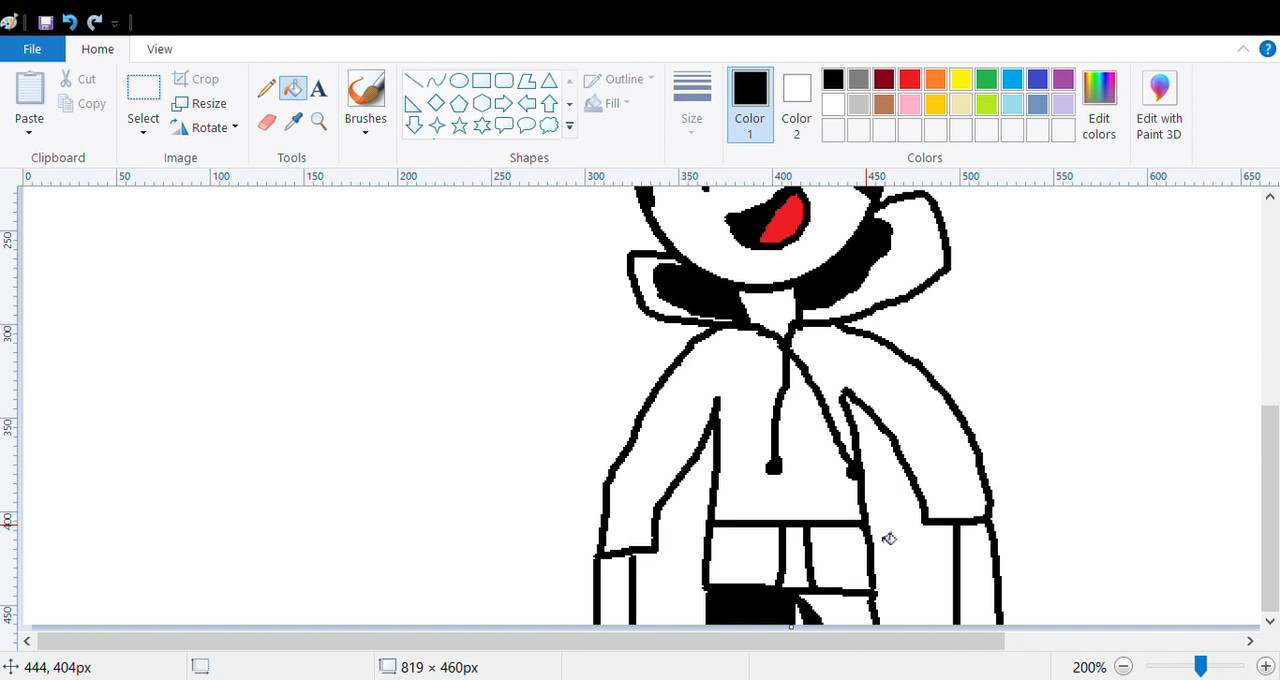 File Home View
Paste Cut Copy
Select Crop Resize Rotate
Brushes
Outline Fill
Size
Color 1
Color 2
Edit colors
Edit with Paint 3D
Clipboard Image Tools Shapes Colors
0 50 100 150 200 250 300 350 400 450 500 550 600 650
250
300
350
400
450
444, 404px 819 × 460px 200%